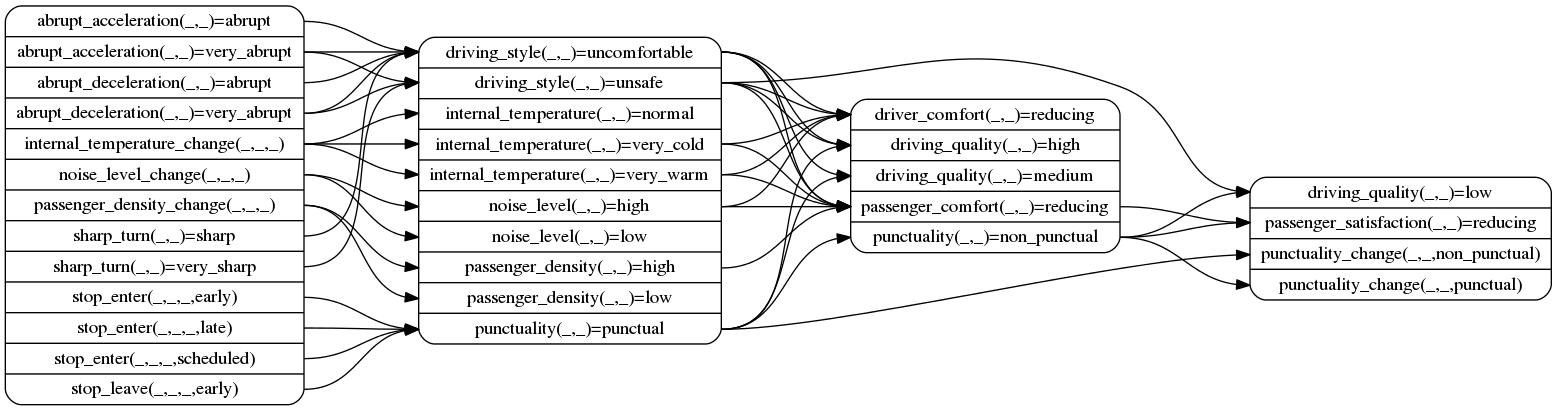 abrupt_acceleration(_,_)=abrupt
abrupt_acceleration(_,_)=very_abrupt
abrupt_deceleration(_,_)=abrupt
abrupt_deceleration(_,_)=very_abrupt
internal_temperature_change(_,_,_)
noise_level_change(_,_,_)
passenger_density_change(_,_,_)
sharp_turn(_,_)=sharp
sharp_turn(_,_)=very_sharp
stop_enter(_,_,_,early)
stop_enter(_,_,_,late)
stop_enter(_,_,_,scheduled)
stop_leave(_,_,_,early)
driving_style(_,_)=uncomfortable
driving_style(_,_)=unsafe
internal_temperature(_,_)=normal
internal_temperature(_,_)=very_cold
internal_temperature(_,_)=very_warm
noise_level(_,_)=high
noise_level(_,_)=low
passenger_density(_,_)=high
passenger_density(_,_)=low
punctuality(_,_)=punctual
driver_comfort(_,_)=reducing
driving_quality(_,_)=high
driving_quality(_,_)=medium
passenger_comfort(_,_)=reducing
punctuality(_,_)=non_punctual
driving_quality(_,_)=low
passenger_satisfaction(_,_)=reducing
punctuality_change(_,_,non_punctual)
punctuality_change(_,_,punctual)